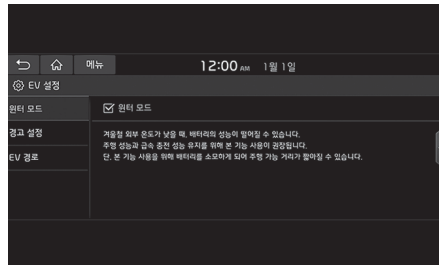 메뉴
12:00 AM 1월 1일
EV 설정
윈터 모드
윈터 모드
경고 설정
겨울철 외부 온도가 낮을 때, 배터리의 성능이 떨어질 수 있습니다.
주행 성능과 급속 충전 성능 유지를 위해 본 기능 사용이 권장됩니다.
EV 경로
단, 본 기능 사용을 위해 배터리를 소모하게 되어 주행 가능 거리가 짧아질 수 있습니다.